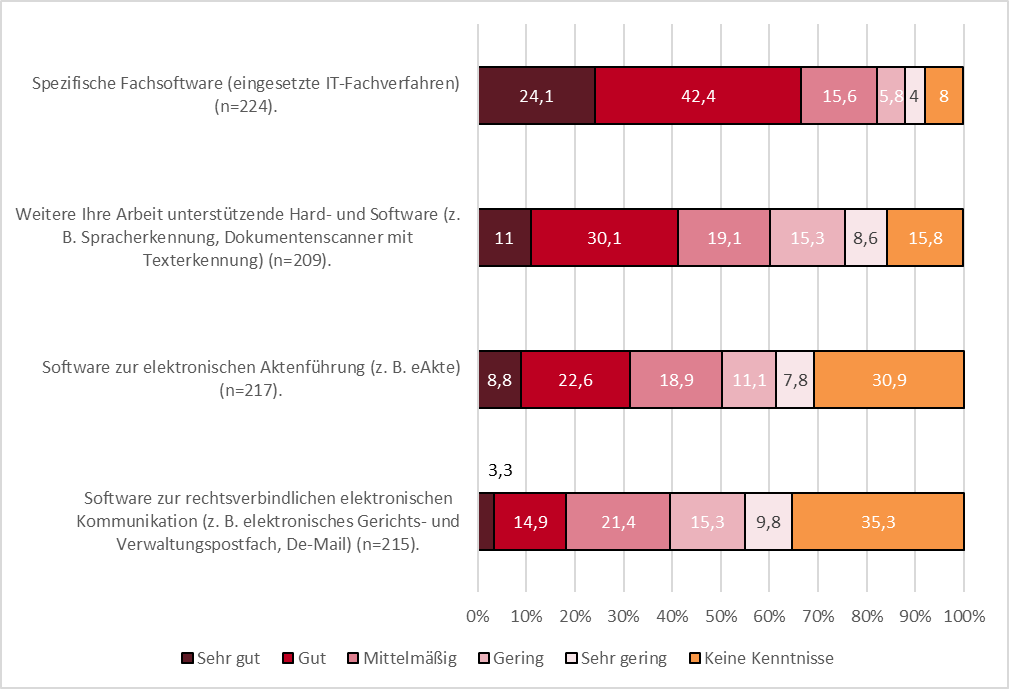 Spezifische Fachsoftware (eingesetzte IT-Fachverfahren)
(n=224).
24,1 42,4 15,6 5,8 4 8
Weitere Ihre Arbeit unterstützende Hard- und Software (z.
B. Spracherkennung, Dokumentenscanner mit
Texterkennung) (n=209).
11 30,1 19,1 15,3 8,6 15,8
Software zur elektronischen Aktenführung (z. B. eAkte)
(n=217).
8,8 22,6 18,9 11,1 7,8 30,9
3,3
Software zur rechtsverbindlichen elektronischen
Kommunikation (z. B. elektronisches Gerichts- und
Verwaltungspostfach, De-Mail) (n=215).
14,9 21,4 15,3 9,8 35,3
0% 10% 20% 30% 40% 50% 60% 70% 80% 90% 100%
Sehr gut Gut Mittelmäßig Gering Sehr gering Keine Kenntnisse